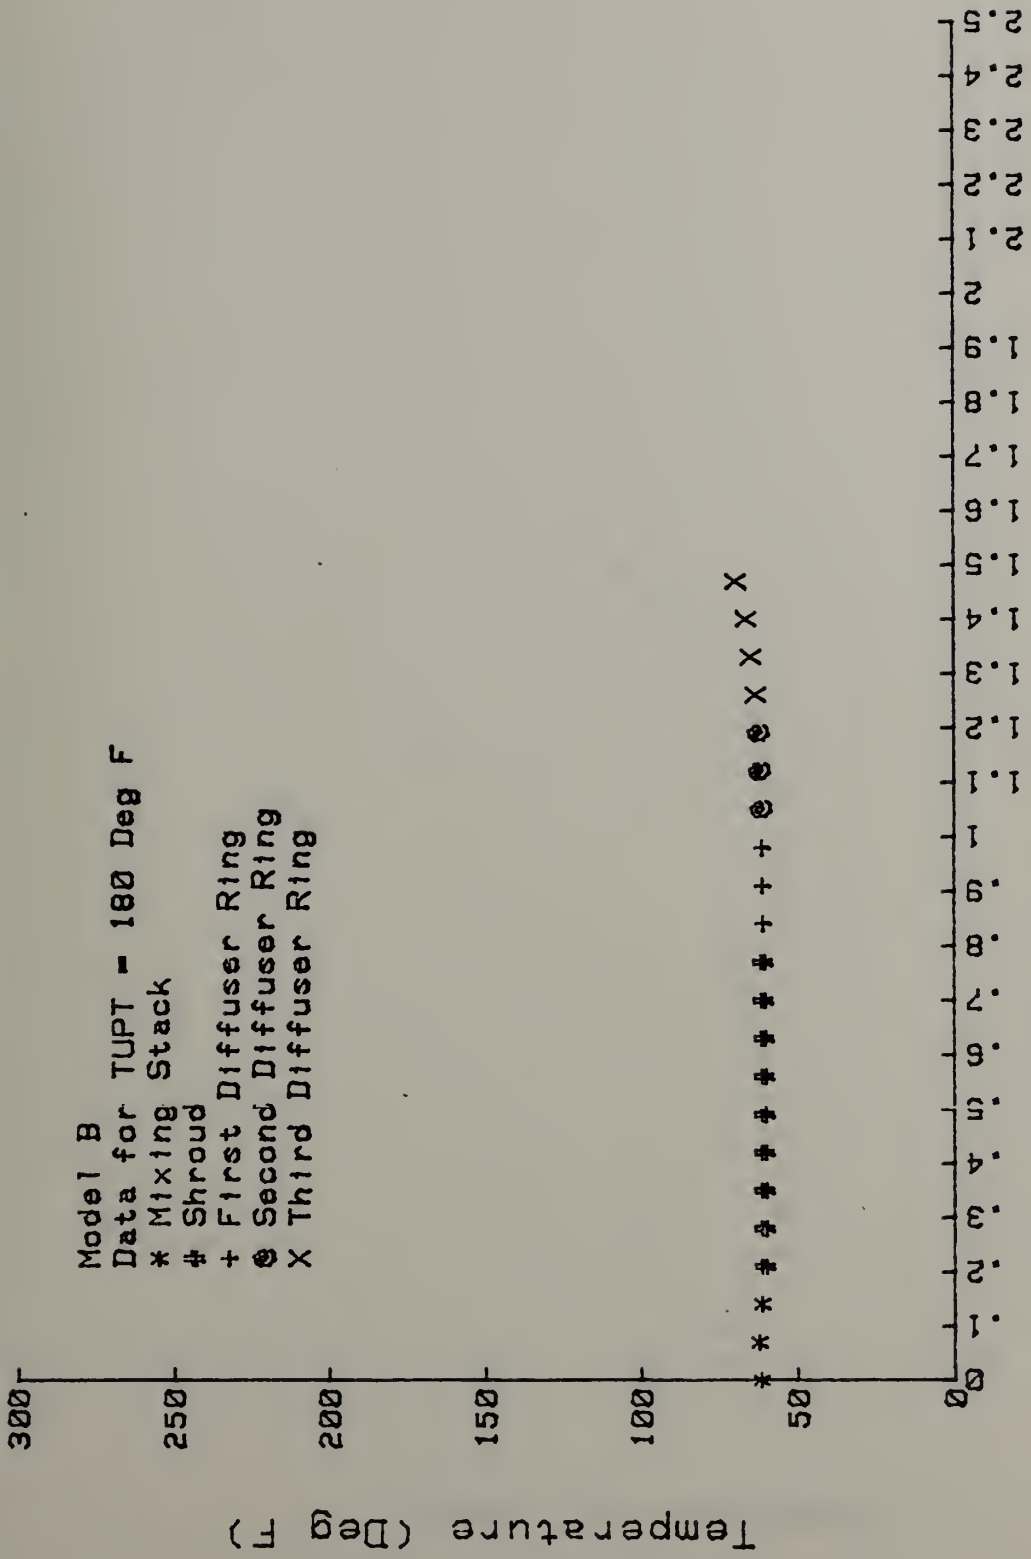 Model B
Data for TUPT = 180 Deg F
* Mixing Stack
# Shroud
+ First Diffuser Ring
@ Second Diffuser Ring
X Third Diffuser Ring
Temperature (Deg F)
300
250
200
150
100
50
0
0 .1 .2 .3 .4 .5 .6 .7 .8 .9 1 1.1 1.2 1.3 1.4 1.5 1.6 1.7 1.8 1.9 2 2.1 2.2 2.3 2.4 2.5